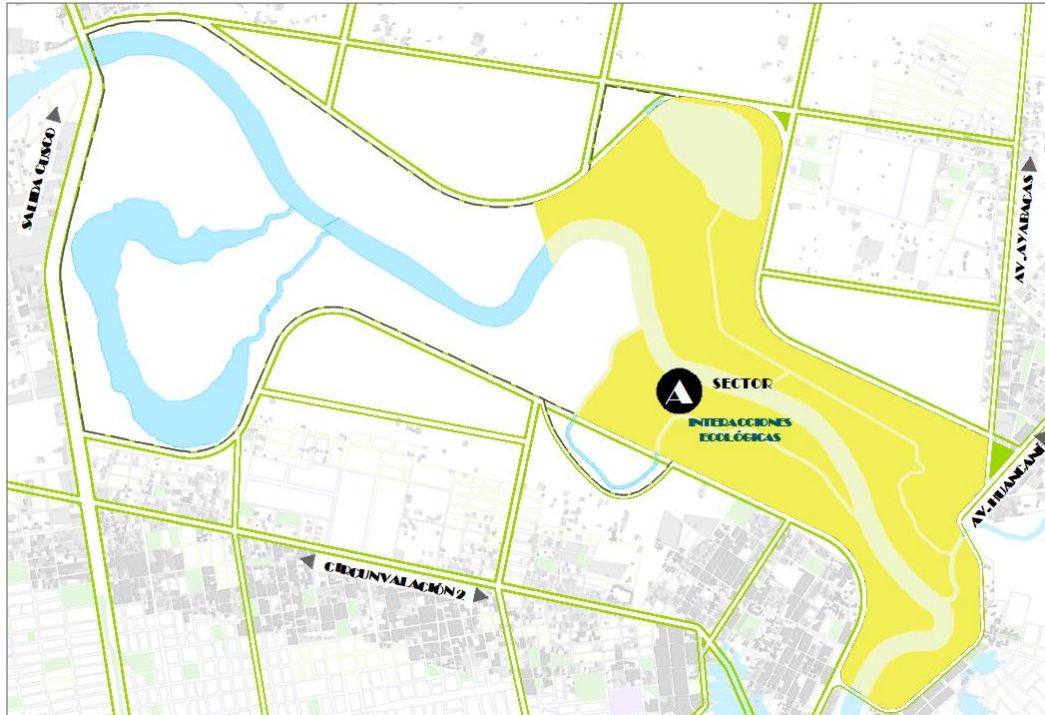 SALIDA CUSCO
AV. AYABACAS
A
SECTOR
INTERACCIONES
ECOLÓGICAS
AV. HUANCANÉ
CIRCUNVALACIÓN 2